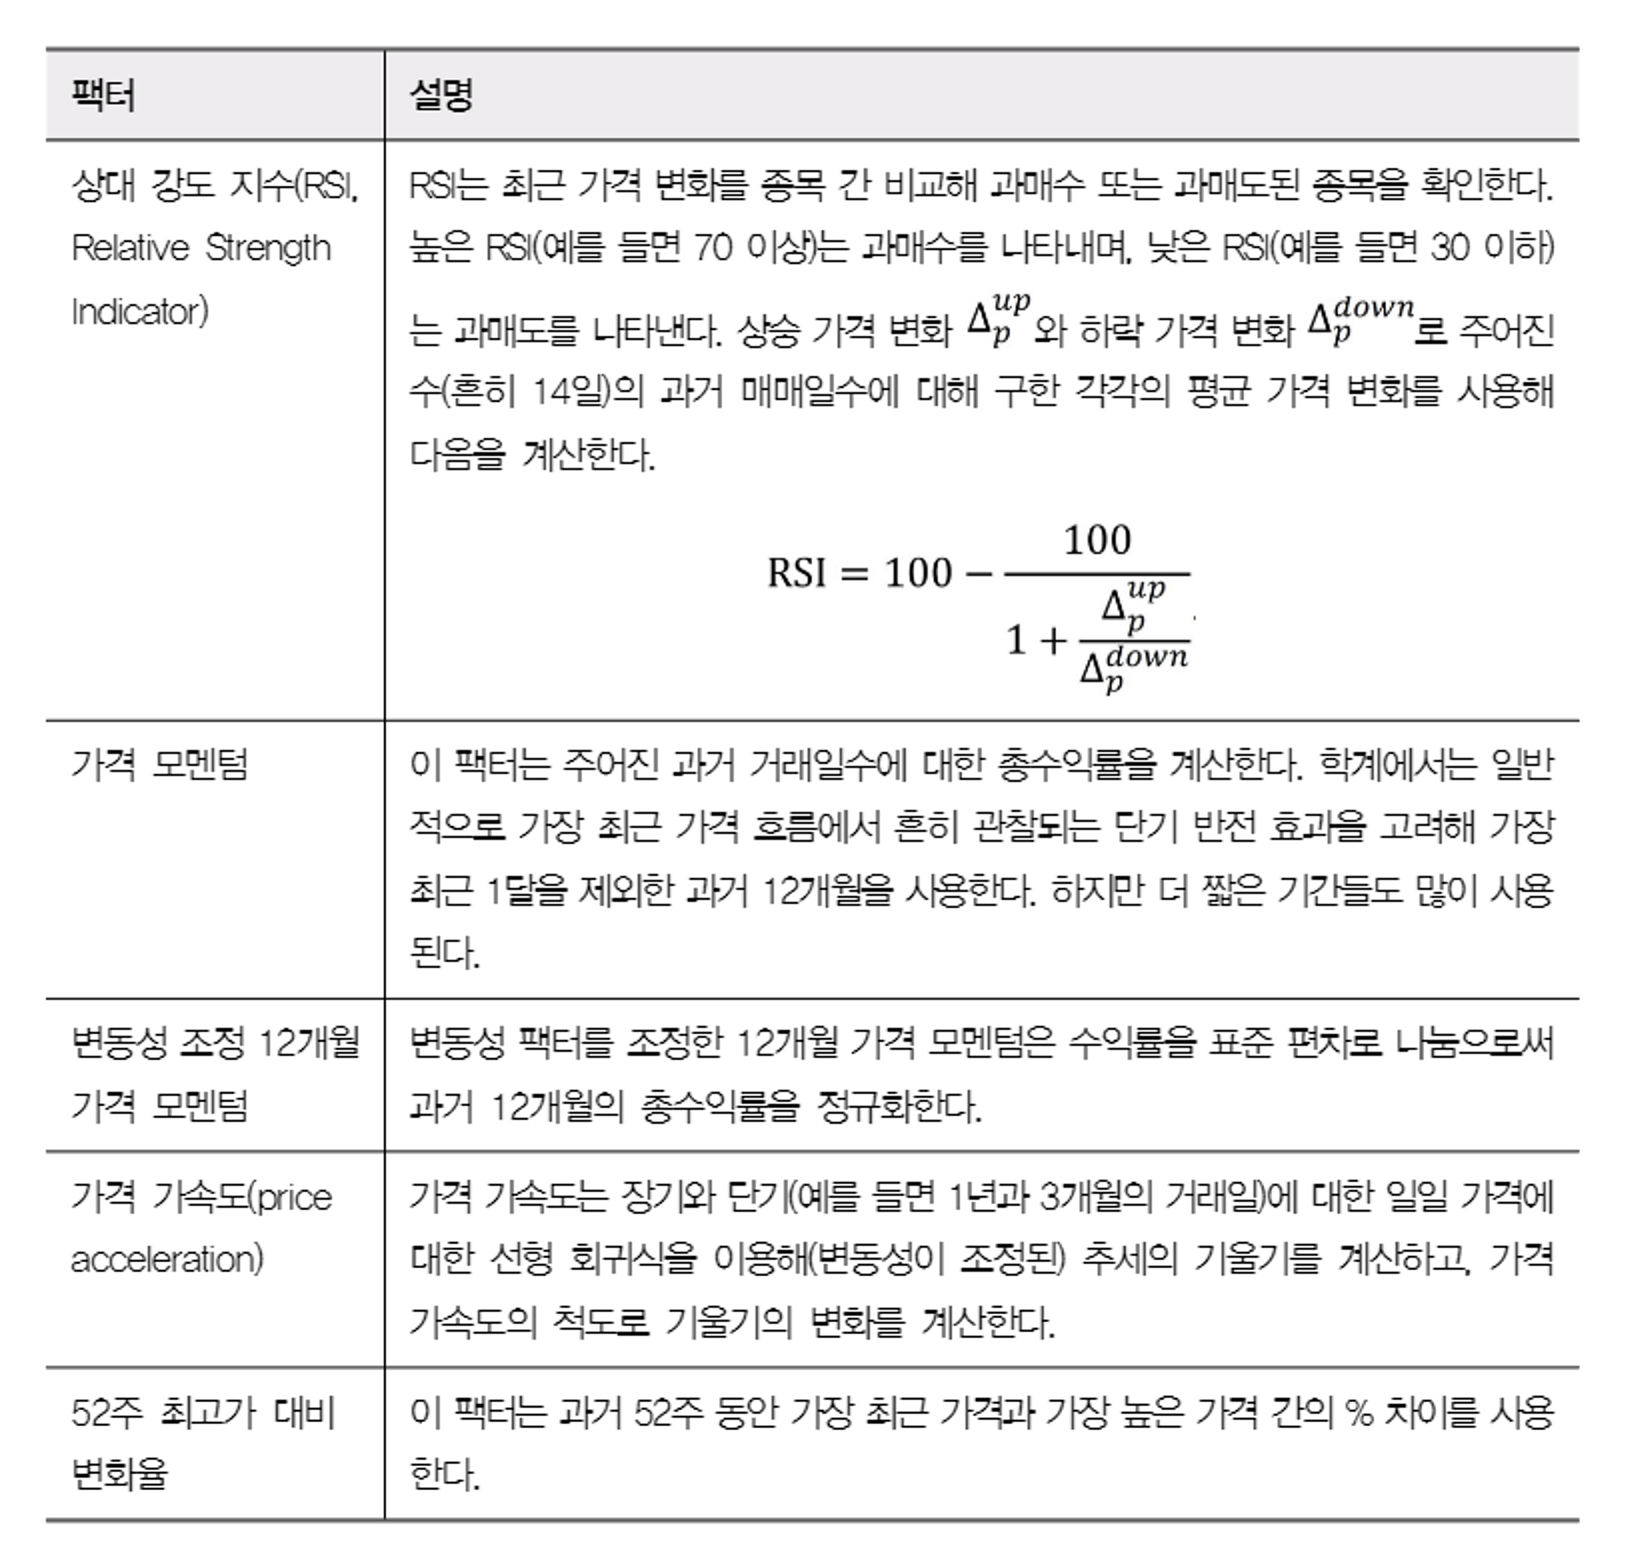 팩터 설명
상대 강도 지수(RSI,
Relative Strength
Indicator)
RSI는 최근 가격 변화를 종목 간 비교해 과매수 또는 과매도된 종목을 확인한다.
높은 RSI(예를 들면 70 이상)는 과매수를 나타내며, 낮은 RSI(예를 들면 30 이하)
는 과매도를 나타낸다. 상승 가격 변화 Δ_p^{up}와 하락 가격 변화 Δ_p^{down}로 주어진
수(흔히 14일)의 과거 매매일수에 대해 구한 각각의 평균 가격 변화를 사용해
다음을 계산한다.
RSI = 100 − \frac{100}{1 + \frac{Δ_p^{up}}{Δ_p^{down}}}.
가격 모멘텀
이 팩터는 주어진 과거 거래일수에 대한 총수익률을 계산한다. 학계에서는 일반
적으로 가장 최근 가격 흐름에서 흔히 관찰되는 단기 반전 효과을 고려해 가장
최근 1달을 제외한 과거 12개월을 사용한다. 하지만 더 짧은 기간들도 많이 사용
된다.
변동성 조정 12개월
가격 모멘텀
변동성 팩터를 조정한 12개월 가격 모멘텀은 수익률을 표준 편차로 나눔으로써
과거 12개월의 총수익률을 정규화한다.
가격 가속도(price
acceleration)
가격 가속도는 장기와 단기(예를 들면 1년과 3개월의 거래일)에 대한 일일 가격에
대한 선형 회귀식을 이용해(변동성이 조정된) 추세의 기울기를 계산하고, 가격
가속도의 척도로 기울기의 변화를 계산한다.
52주 최고가 대비
변화율
이 팩터는 과거 52주 동안 가장 최근 가격과 가장 높은 가격 간의 % 차이를 사용
한다.